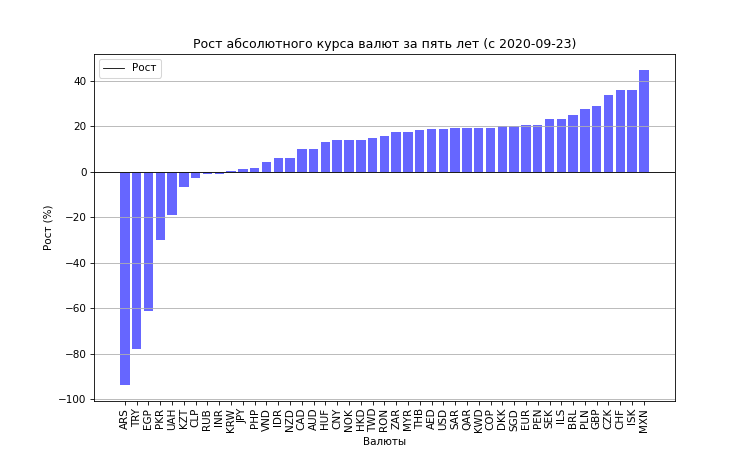 Рост абсолютного курса валют за пять лет (с 2020-09-23)
Рост
40
20
0
−20
−40
−60
−80
−100
Рост (%)
ARS TRY EGP PKR UAH KZT CLP RUB INR KRW JPY PHP VND IDR NZD CAD AUD HUF CNY NOK HKD TWD RON ZAR MYR THB AED USD SAR QAR KWD COP DKK SGD EUR PEN SEK ILS BRL PLN GBP CZK CHF ISK MXN
Валюты